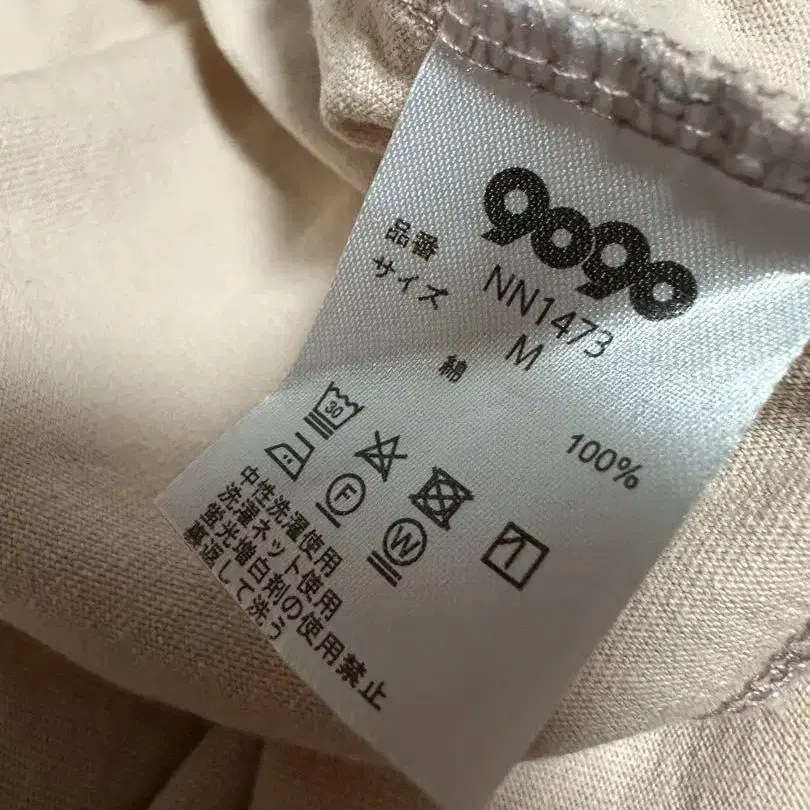 9090
品番 NN1473
サイズ M
綿 100%
30
F W
中性洗濯使用
洗濯ネット使用
蛍光増白剤の使用禁止
裏返して洗う